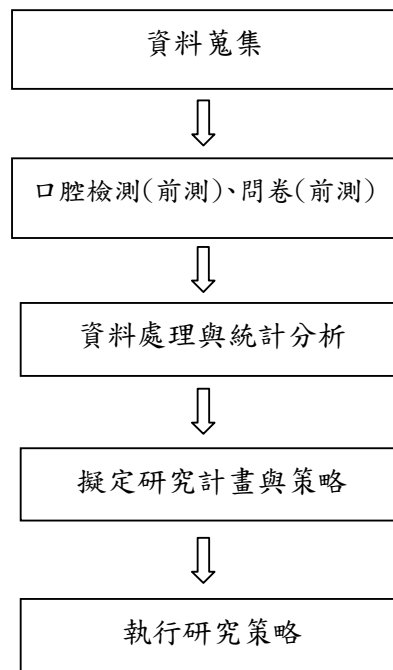 資料蒐集
口腔檢測(前測)、問卷(前測)
資料處理與統計分析
擬定研究計畫與策略
執行研究策略